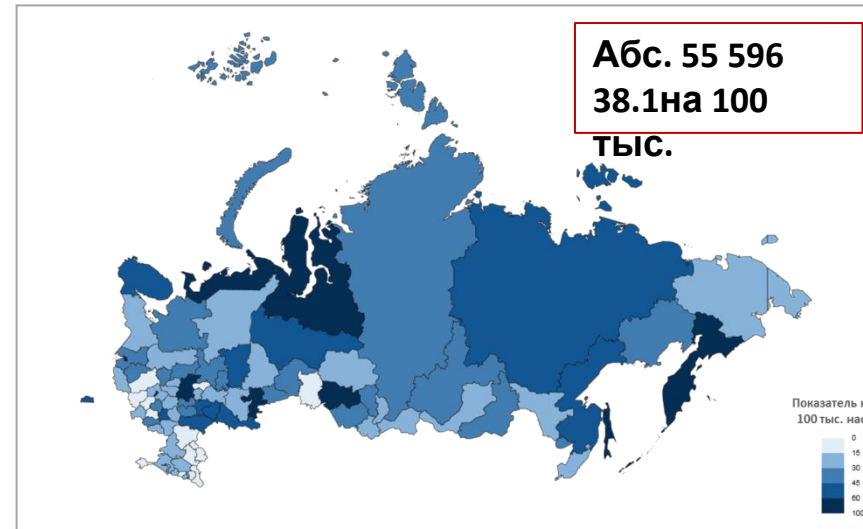 Абс. 55 596
38.1на 100
тыс.
Показатель н
100 тыс. нас
0
15
30
45
60
100